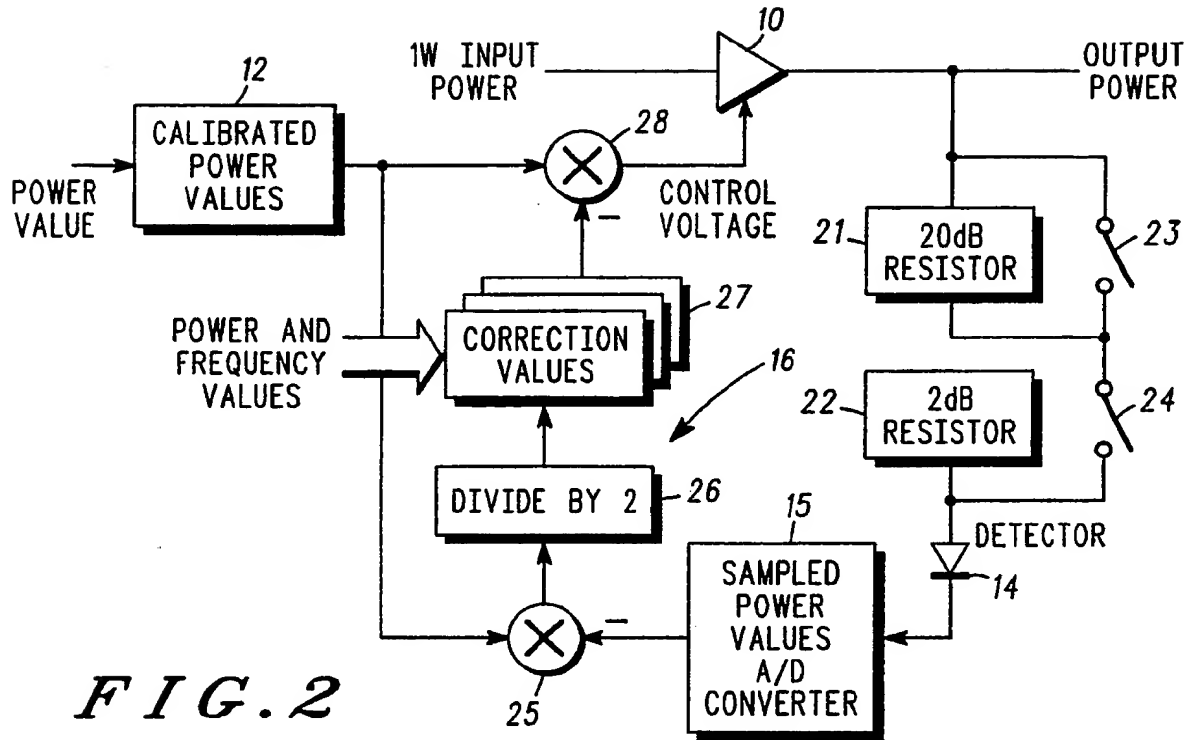 10
1W INPUT
POWER
OUTPUT
POWER
12
CALIBRATED
POWER
VALUES
POWER
VALUE
28
−
CONTROL
VOLTAGE
21
20dB
RESISTOR
23
27
POWER AND
FREQUENCY
VALUES
CORRECTION
VALUES
16
22
2dB
RESISTOR
24
DIVIDE BY 2
26
15
DETECTOR
14
SAMPLED
POWER
VALUES
A/D
CONVERTER
−
25
FIG.2